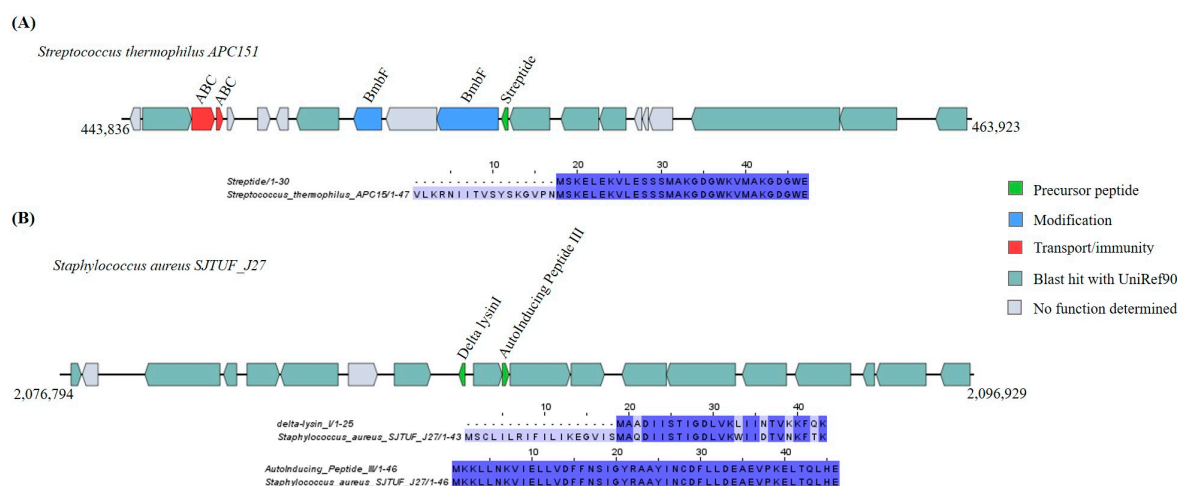 (A)
Streptococcus thermophilus APC151
ABC
ABC
BmbF
BmbF
Streptide
443,836
463,923
10 20 30 40
Streptide/1-30 - - - - - - - - - - - - - - - - - MSKELEKVLESSSMAKGDGWKVMAKGDGWE
Streptococcus_thermophilus_APC15/1-47 VLKRNIITVSYSKGVPNMSKELEKVLESSSMAKGDGWKVMAKGDGWE
Precursor peptide
Modification
Transport/immunity
Blast hit with UniRef90
No function determined
(B)
Staphylococcus aureus SJTUF_J27
Delta lysinI
AutoInducing Peptide III
2,076,794
2,096,929
10 20 30 40
delta-lysin_I/1-25 - - - - - - - - - - - - - - - - - - MAADIISTIGDLVKLIINTVKKFQK
Staphylococcus_aureus_SJTUF_J27/1-43 MSCLILRIFILIKEGVISMAQDIISTIGDLVKWIIDTVNKFTK
10 20 30 40
AutoInducing_Peptide_III/1-46 MKKLLNKVIELLVDFFNSIGYRAAYINCDFLLDEAEVPKELTQLHE
Staphylococcus_aureus_SJTUF_J27/1-46 MKKLLNKVIELLVDFFNSIGYRAAYINCDFLLDEAEVPKELTQLHE